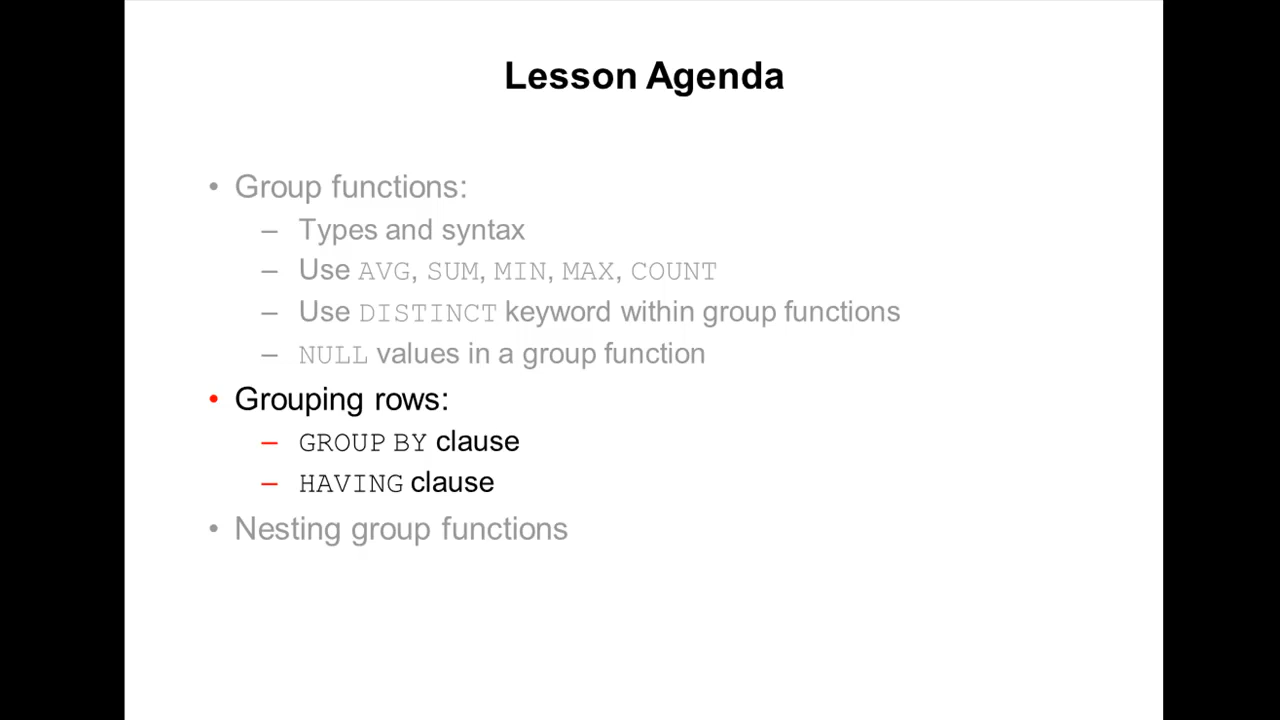 Lesson Agenda
• Group functions:
– Types and syntax
– Use AVG, SUM, MIN, MAX, COUNT
– Use DISTINCT keyword within group functions
– NULL values in a group function
• Grouping rows:
– GROUP BY clause
– HAVING clause
• Nesting group functions